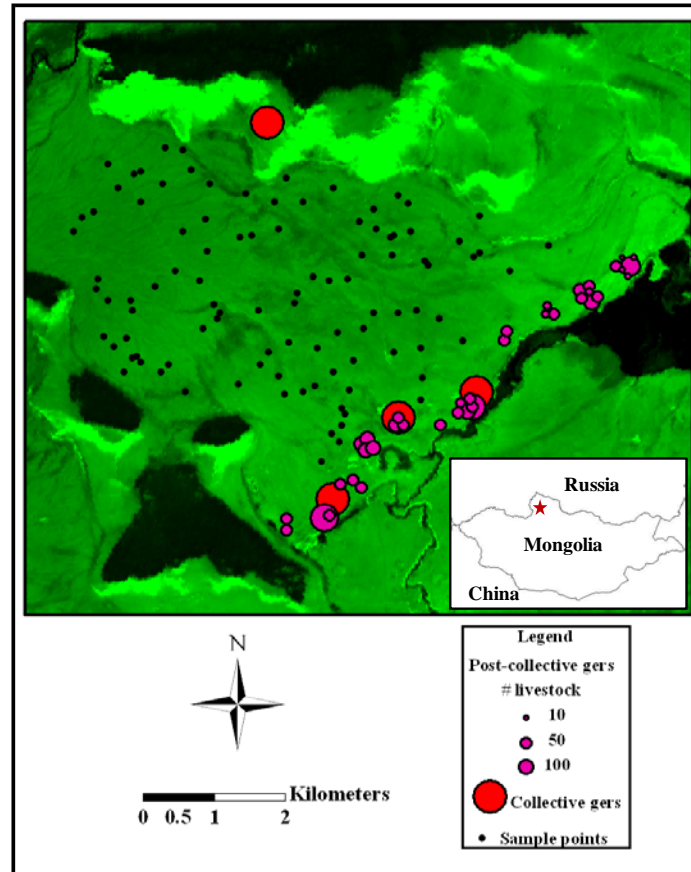 Russia
Mongolia
China
N
Kilometers
0 0.5 1 2
Legend
Post-collective gers
# livestock
10
50
100
Collective gers
Sample points